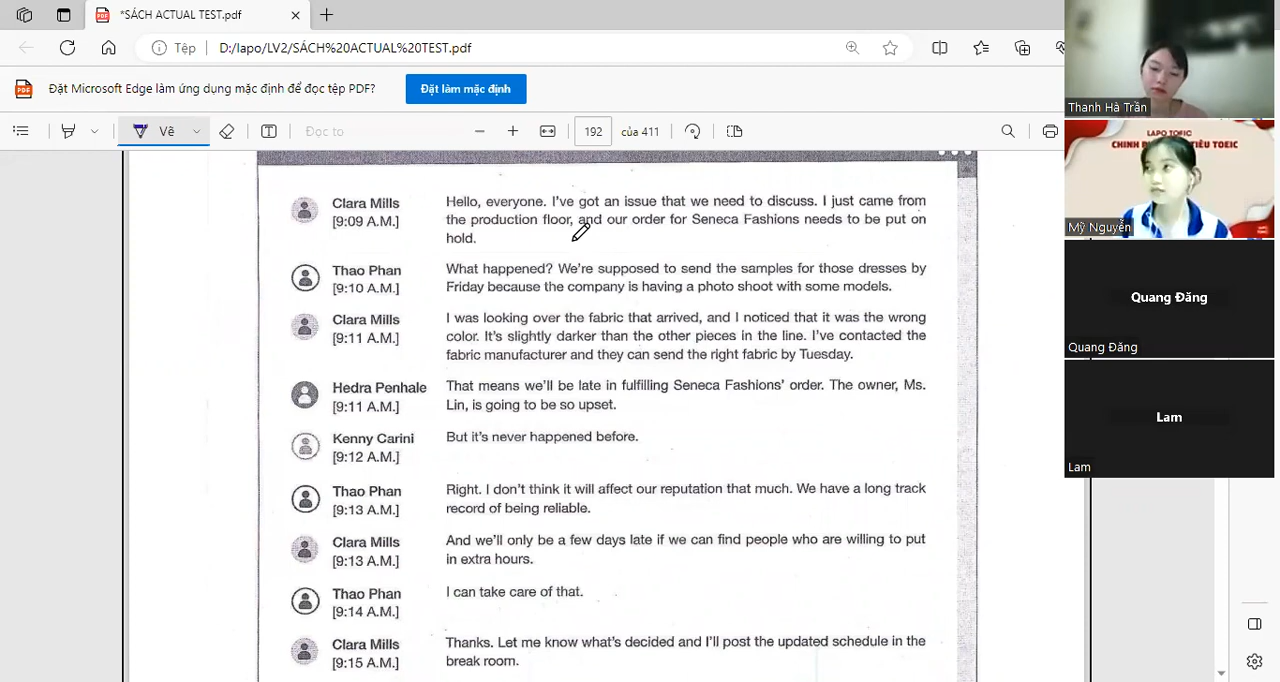 *SÁCH ACTUAL TEST.pdf
Tệp
D:/lapo/LV2/SÁCH%20ACTUAL%20TEST.pdf
Đặt Microsoft Edge làm ứng dụng mặc định để đọc tệp PDF?
Đặt làm mặc định
Vẽ
Đọc to
192
của 411
Clara Mills
[9:09 A.M.]
Hello, everyone. I've got an issue that we need to discuss. I just came from
the production floor, and our order for Seneca Fashions needs to be put on
hold.
Thao Phan
[9:10 A.M.]
What happened? We're supposed to send the samples for those dresses by
Friday because the company is having a photo shoot with some models.
Clara Mills
[9:11 A.M.]
I was looking over the fabric that arrived, and I noticed that it was the wrong
color. It's slightly darker than the other pieces in the line. I've contacted the
fabric manufacturer and they can send the right fabric by Tuesday.
Hedra Penhale
[9:11 A.M.]
That means we'll be late in fulfilling Seneca Fashions' order. The owner, Ms.
Lin, is going to be so upset.
Kenny Carini
[9:12 A.M.]
But it's never happened before.
Thao Phan
[9:13 A.M.]
Right. I don't think it will affect our reputation that much. We have a long track
record of being reliable.
Clara Mills
[9:13 A.M.]
And we'll only be a few days late if we can find people who are willing to put
in extra hours.
Thao Phan
[9:14 A.M.]
I can take care of that.
Clara Mills
[9:15 A.M.]
Thanks. Let me know what's decided and I'll post the updated schedule in the
break room.
Thanh Hà Trần
LAPO TOEIC
Mỹ Nguyễn
Quang Đăng
Quang Đăng
Lam
Lam